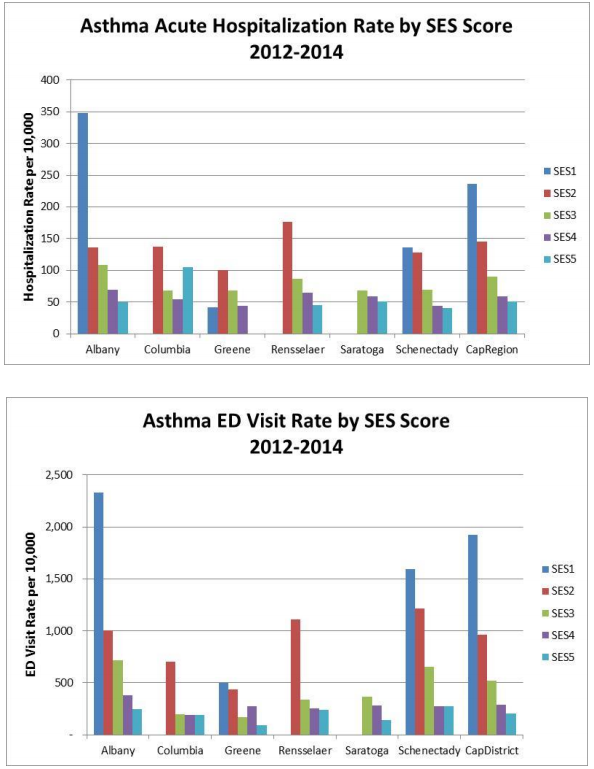 Asthma Acute Hospitalization Rate by SES Score
2012-2014
Hospitalization Rate per 10,000
400
350
300
250
200
150
100
50
0
Albany Columbia Greene Rensselaer Saratoga Schenectady CapRegion
SES1
SES2
SES3
SES4
SES5
Asthma ED Visit Rate by SES Score
2012-2014
ED Visit Rate per 10,000
2,500
2,000
1,500
1,000
500
-
Albany Columbia Greene Rensselaer Saratoga Schenectady CapDistrict
SES1
SES2
SES3
SES4
SES5